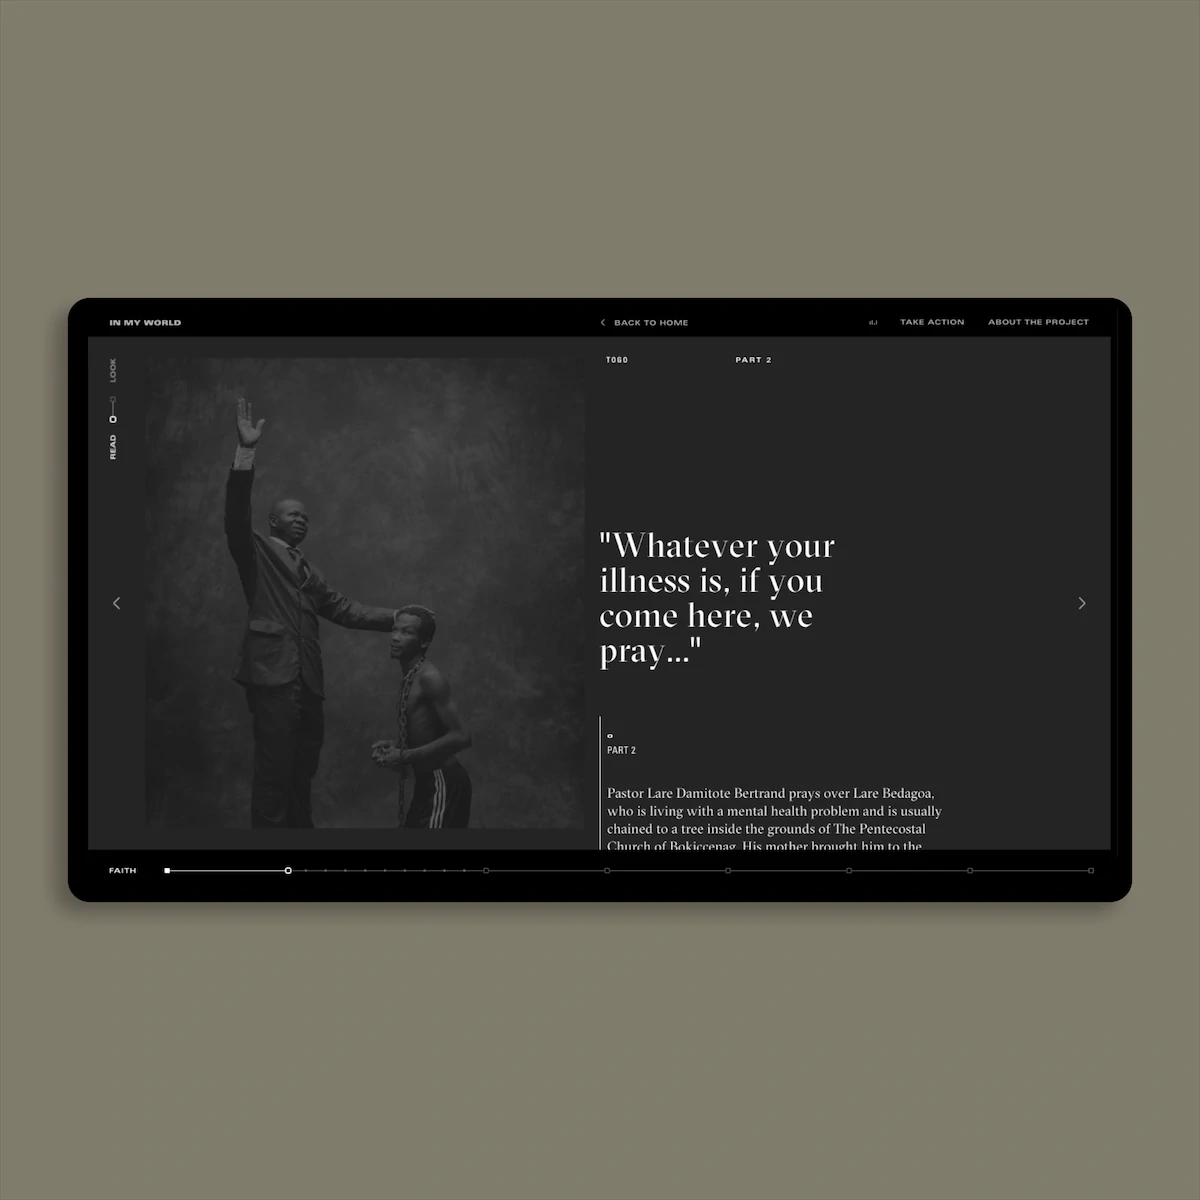 IN MY WORLD
BACK TO HOME
TAKE ACTION
ABOUT THE PROJECT
LOOK
READ
TOGO
PART 2
"Whatever your
illness is, if you
come here, we
pray..."
PART 2
Pastor Lare Damitote Bertrand prays over Lare Bedagoa,
who is living with a mental health problem and is usually
chained to a tree inside the grounds of The Pentecostal
Church of Bokiccenag. His mother brought him to the
FAITH